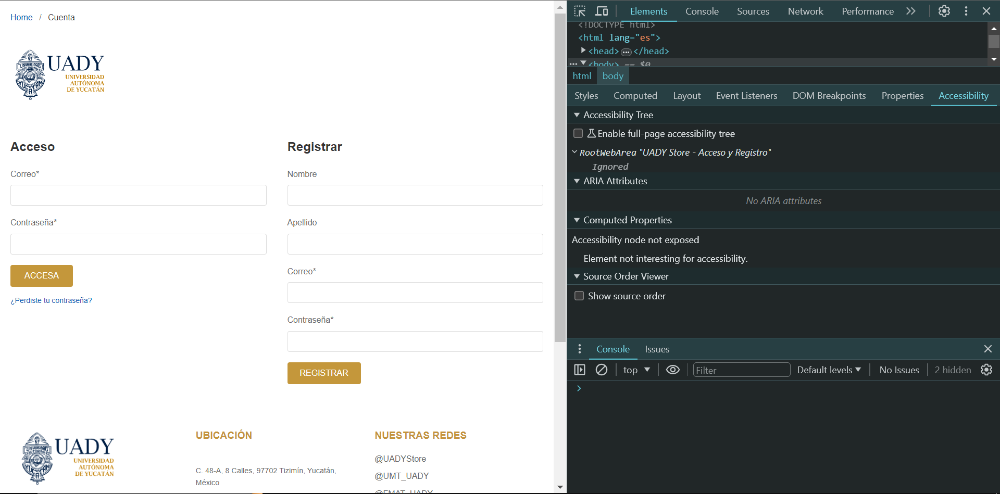 Home / Cuenta
UADY
UNIVERSIDAD
AUTÓNOMA
DE YUCATÁN
Acceso
Correo*
Contraseña*
ACCESA
¿Perdiste tu contraseña?
Registrar
Nombre
Apellido
Correo*
Contraseña*
REGISTRAR
UADY
UNIVERSIDAD
AUTÓNOMA
DE YUCATÁN
UBICACIÓN
C. 48-A, 8 Calles, 97702 Tizimín, Yucatán,
México
NUESTRAS REDES
@UADYStore
@UMT_UADY
@FMAT_UADY
Elements Console Sources Network Performance
<!DOCTYPE html>
<html lang="es">
<head> ••• </head>
••• <body> == $0
html body
Styles Computed Layout Event Listeners DOM Breakpoints Properties Accessibility
Accessibility Tree
Enable full-page accessibility tree
RootWebArea "UADY Store - Acceso y Registro"
Ignored
ARIA Attributes
No ARIA attributes
Computed Properties
Accessibility node not exposed
Element not interesting for accessibility.
Source Order Viewer
Show source order
Console Issues
top Filter Default levels No Issues 2 hidden